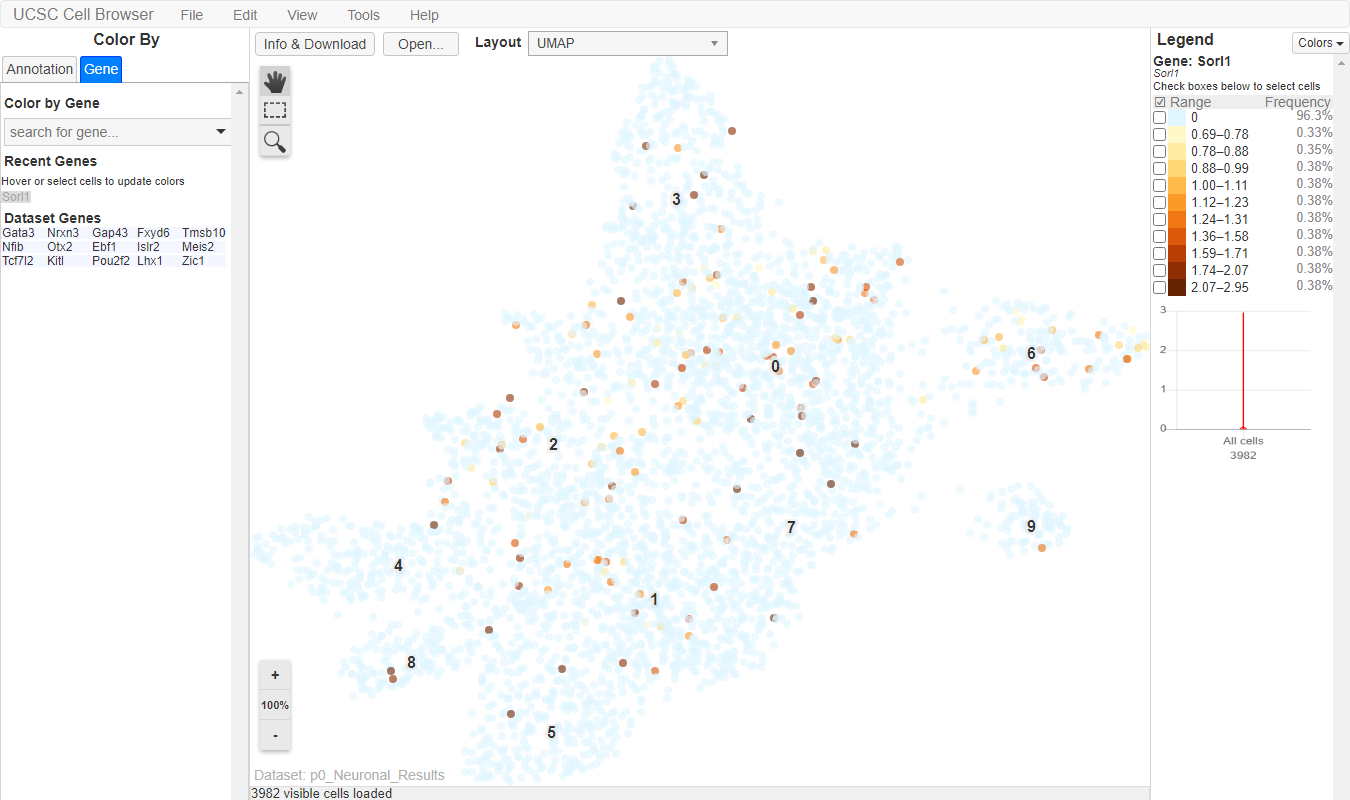 UCSC Cell Browser File Edit View Tools Help
Color By
Annotation Gene
Color by Gene
search for gene...
Recent Genes
Hover or select cells to update colors
Sorl1
Dataset Genes
Gata3 Nrxn3 Gap43 Fxyd6 Tmsb10
Nfib Otx2 Ebf1 Islr2 Meis2
Tcf7l2 Kitl Pou2f2 Lhx1 Zic1
Info & Download Open... Layout UMAP
3
0
6
2
7
9
4
1
8
5
+
100%
-
Dataset: p0_Neuronal_Results
3982 visible cells loaded
Legend Colors
Gene: Sorl1
Sorl1
Check boxes below to select cells
Range Frequency
0 96.3%
0.69–0.78 0.33%
0.78–0.88 0.35%
0.88–0.99 0.38%
1.00–1.11 0.38%
1.12–1.23 0.38%
1.24–1.31 0.38%
1.36–1.58 0.38%
1.59–1.71 0.38%
1.74–2.07 0.38%
2.07–2.95 0.38%
3
2
1
0
All cells
3982